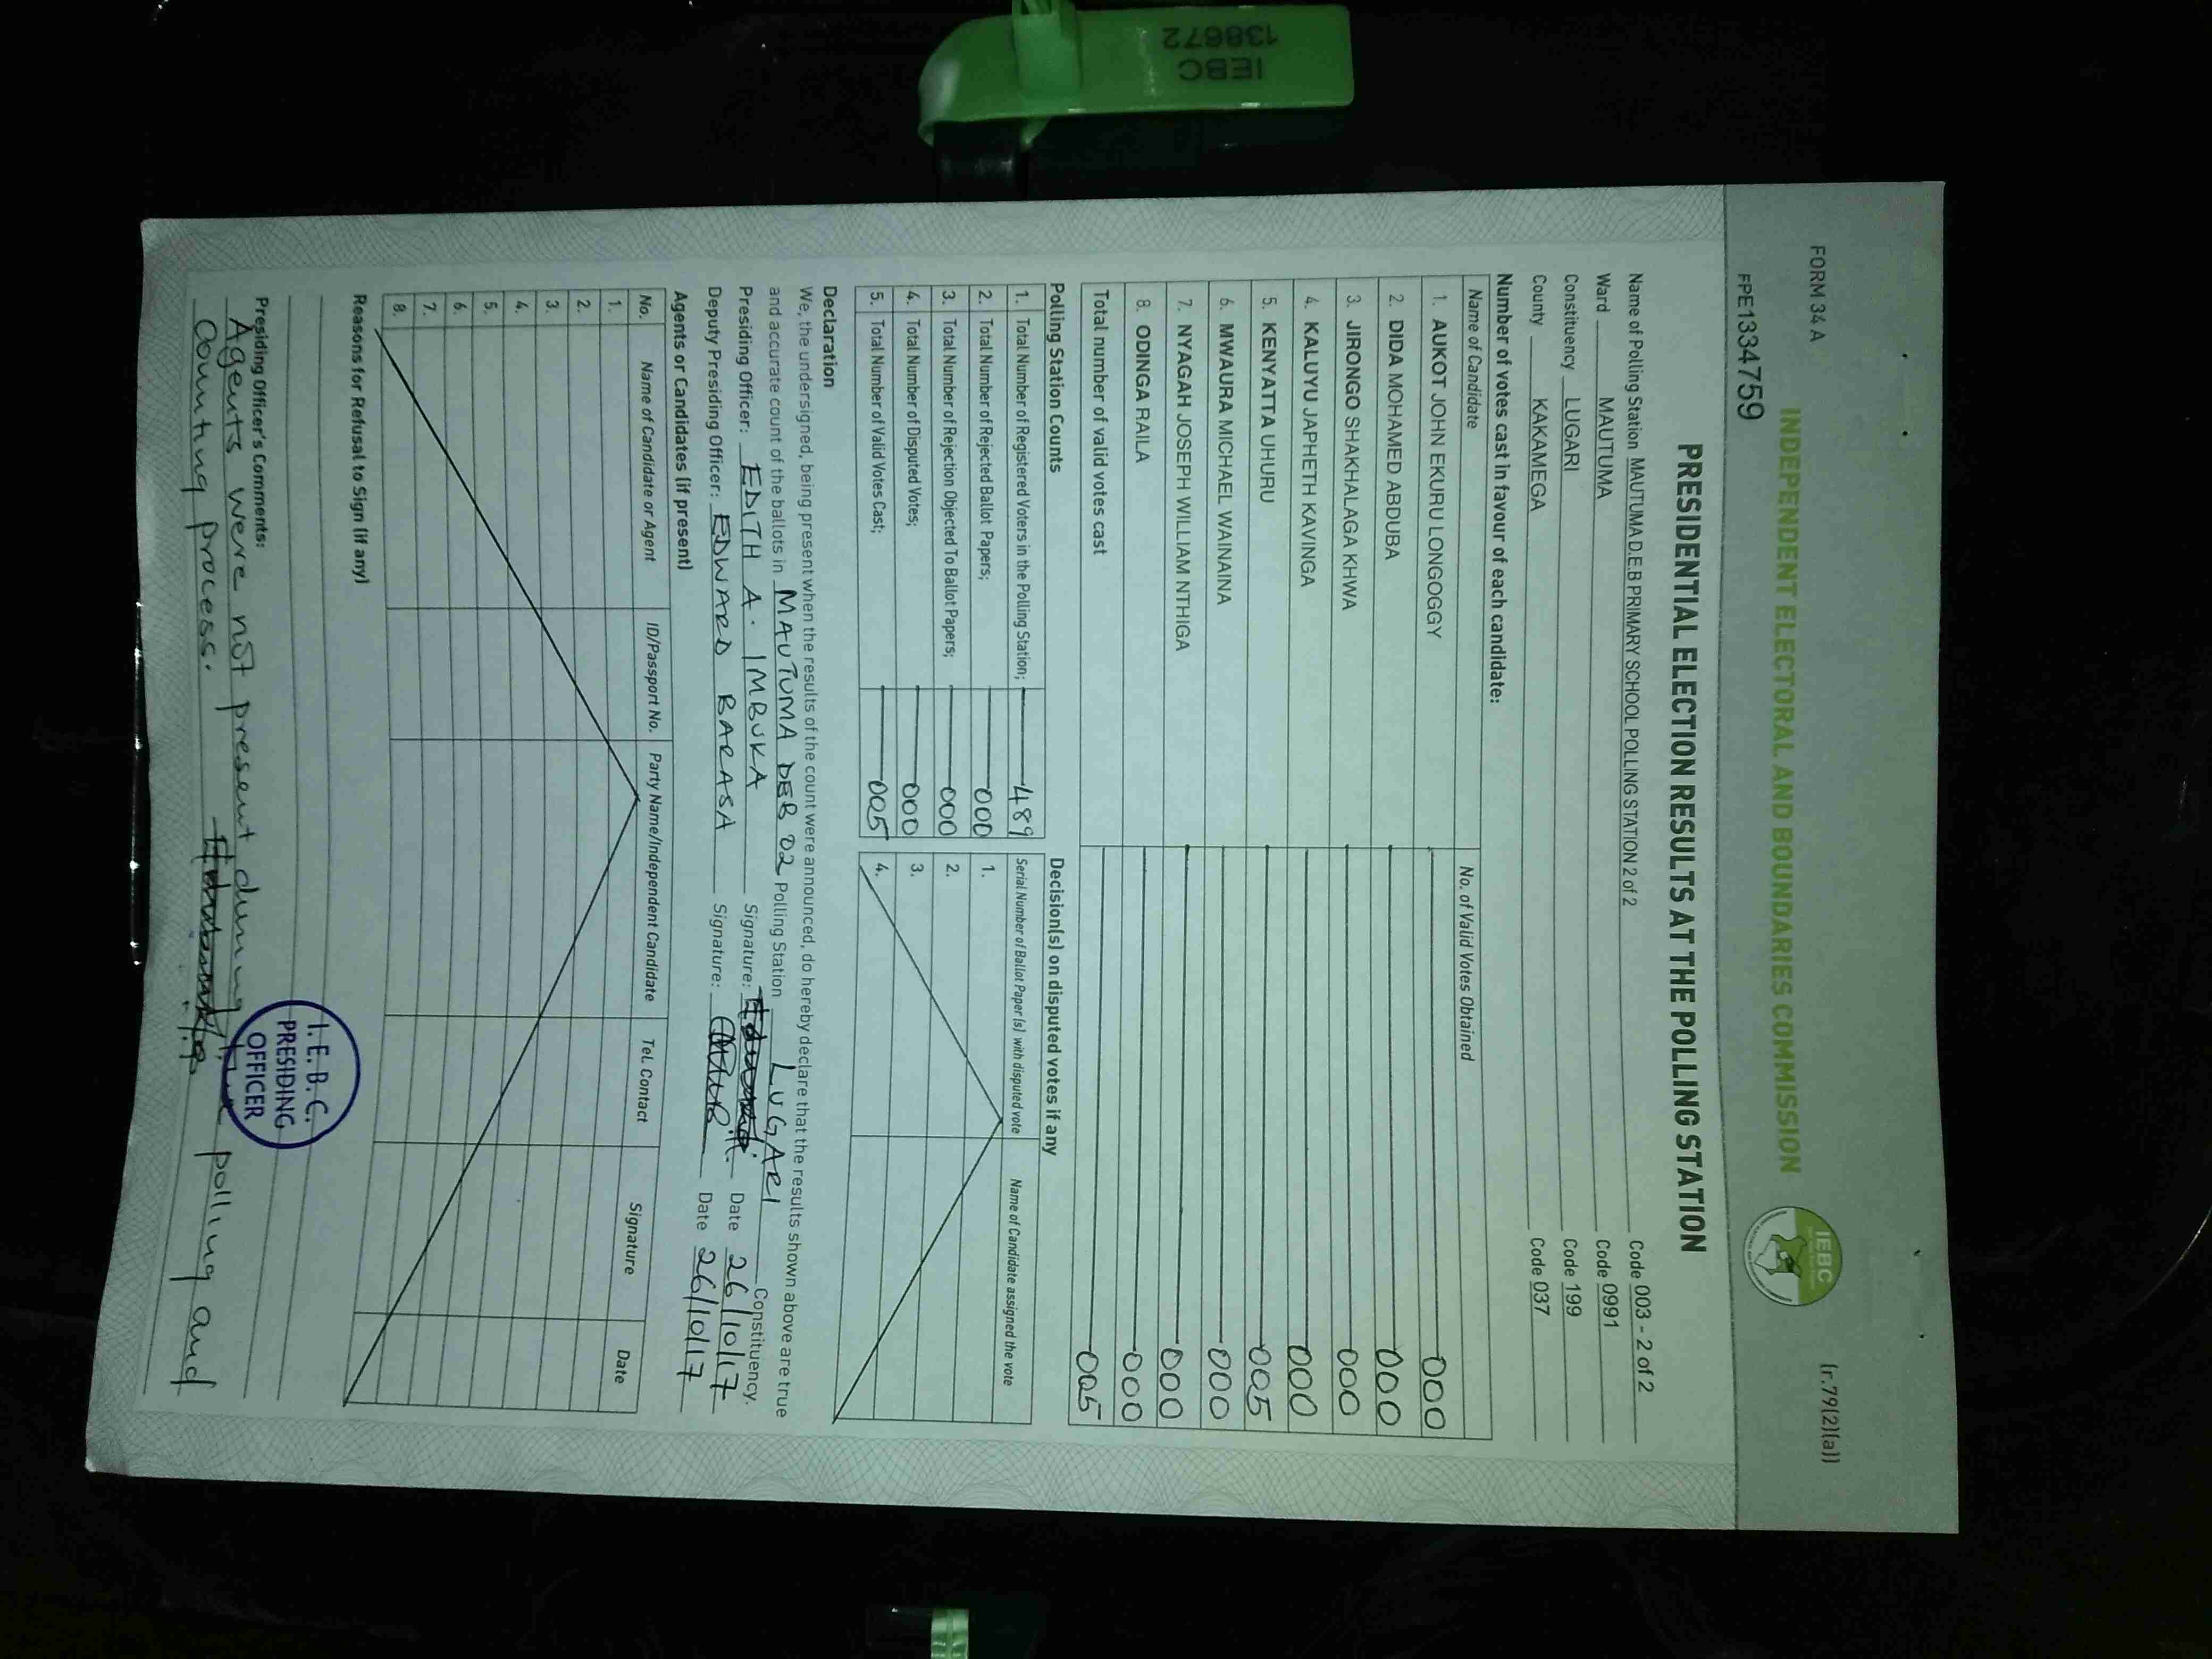 IEBC
138672
FORM 34 A
(r.79(2)(a))
INDEPENDENT ELECTORAL AND BOUNDARIES COMMISSION
IEBC
FPE1334759
PRESIDENTIAL ELECTION RESULTS AT THE POLLING STATION
Name of Polling Station MAUTUMA D.E.B PRIMARY SCHOOL POLLING STATION 2 of 2 Code 003 - 2 of 2
Ward MAUTUMA Code 0991
Constituency LUGARI Code 199
County KAKAMEGA Code 037
Number of votes cast in favour of each candidate:
Name of Candidate No. of Valid Votes Obtained
1. AUKOT JOHN EKURU LONGOGGY 000
2. DIDA MOHAMED ABDUBA 000
3. JIRONGO SHAKHALAGA KHWA 000
4. KALUYU JAPHETH KAVINGA 000
5. KENYATTA UHURU 005
6. MWAURA MICHAEL WAINAINA 000
7. NYAGAH JOSEPH WILLIAM NTHIGA 000
8. ODINGA RAILA 000
Total number of valid votes cast 005
Polling Station Counts
1. Total Number of Registered Voters in the Polling Station; 489
2. Total Number of Rejected Ballot Papers; 000
3. Total Number of Rejection Objected To Ballot Papers; 000
4. Total Number of Disputed Votes; 000
5. Total Number of Valid Votes Cast; 005
Decision(s) on disputed votes if any
Serial Number of Ballot Paper (s) with disputed vote Name of Candidate assigned the vote
1.
2.
3.
4.
Declaration
We, the undersigned, being present when the results of the count were announced, do hereby declare that the results shown above are true
and accurate count of the ballots in MAUTUMA DEB 02 Polling Station LUGARI Constituency.
Presiding Officer: EDITH A. IMBUKA Signature: Date 26/10/17
Deputy Presiding Officer: EDWARD BARASA Signature: Date 26/10/17
Agents or Candidates (if present)
No. Name of Candidate or Agent ID/Passport No. Party Name/Independent Candidate Tel. Contact Signature Date
1.
2.
3.
4.
5.
6.
7.
8.
Reasons for Refusal to Sign (if any)
Presiding Officer's Comments:
Agents were not present during polling and
counting process.
I.E.B.C.
PRESIDING
OFFICER